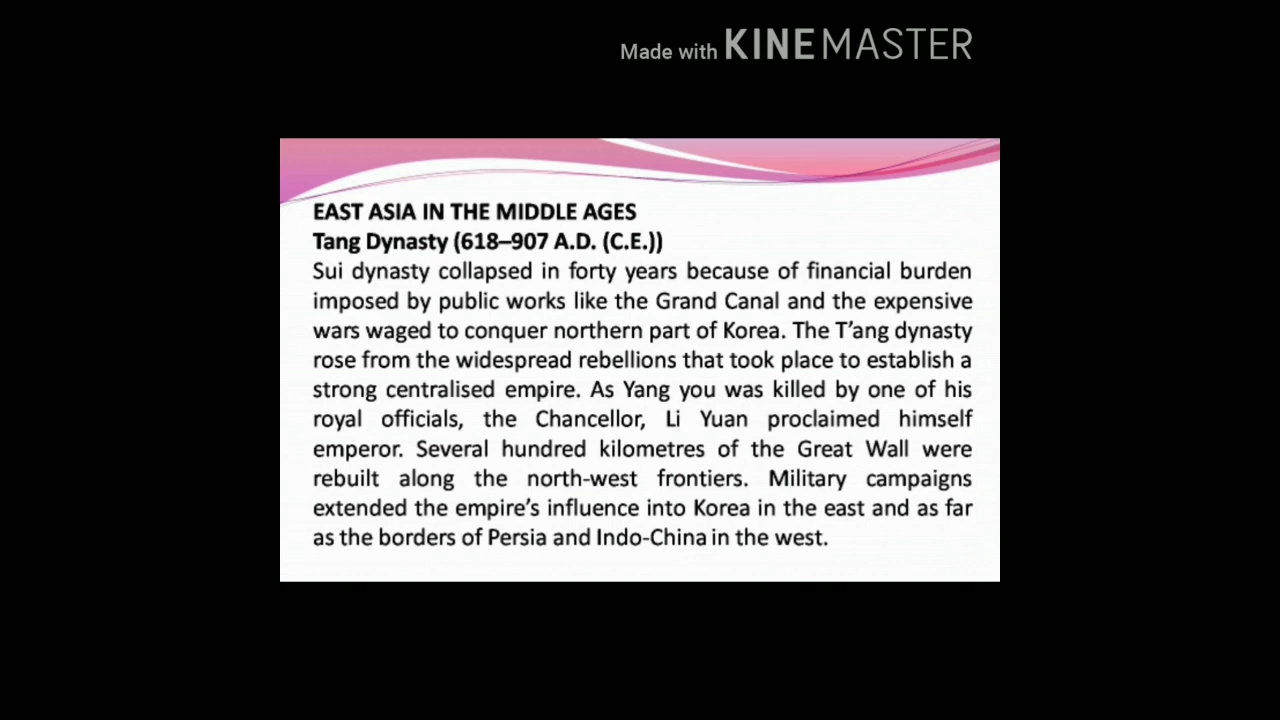 Made with KINEMASTER
EAST ASIA IN THE MIDDLE AGES
Tang Dynasty (618–907 A.D. (C.E.))
Sui dynasty collapsed in forty years because of financial burden
imposed by public works like the Grand Canal and the expensive
wars waged to conquer northern part of Korea. The T’ang dynasty
rose from the widespread rebellions that took place to establish a
strong centralised empire. As Yang you was killed by one of his
royal officials, the Chancellor, Li Yuan proclaimed himself
emperor. Several hundred kilometres of the Great Wall were
rebuilt along the north-west frontiers. Military campaigns
extended the empire’s influence into Korea in the east and as far
as the borders of Persia and Indo-China in the west.